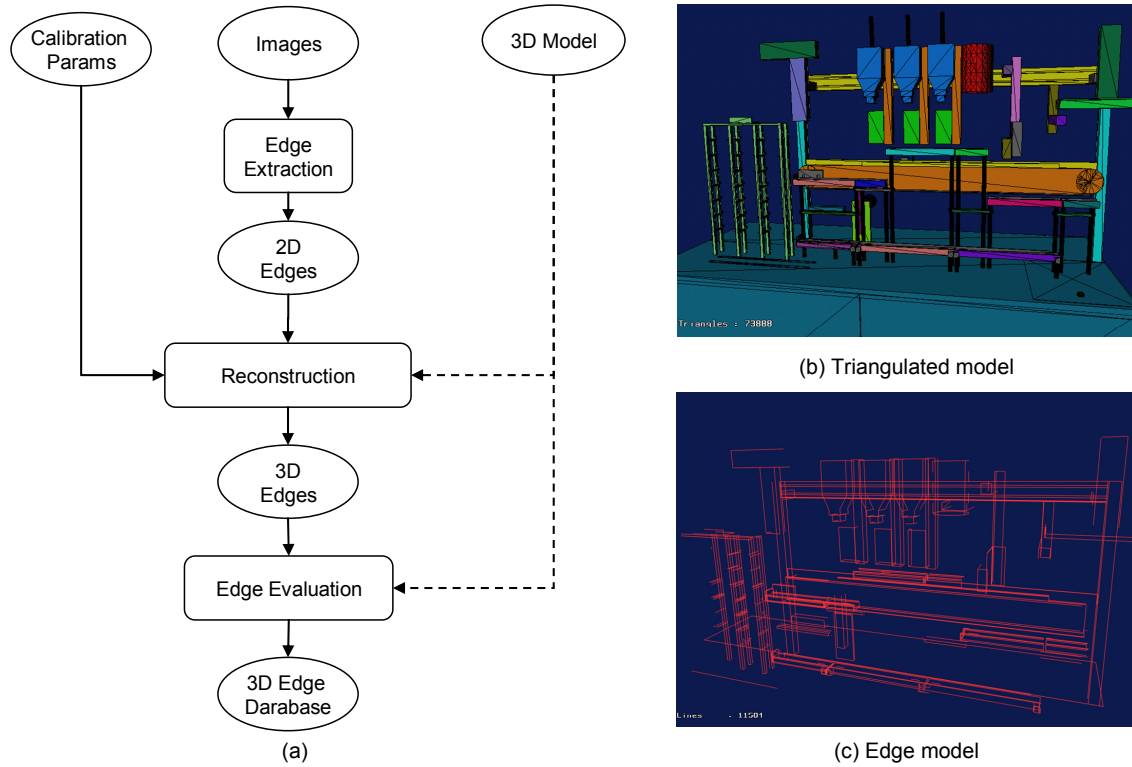 Calibration
Params
Images
3D Model
Edge
Extraction
2D
Edges
Reconstruction
3D
Edges
Edge Evaluation
3D Edge
Darabase
(a)
Triangles : 73888
(b) Triangulated model
Lines : 11504
(c) Edge model